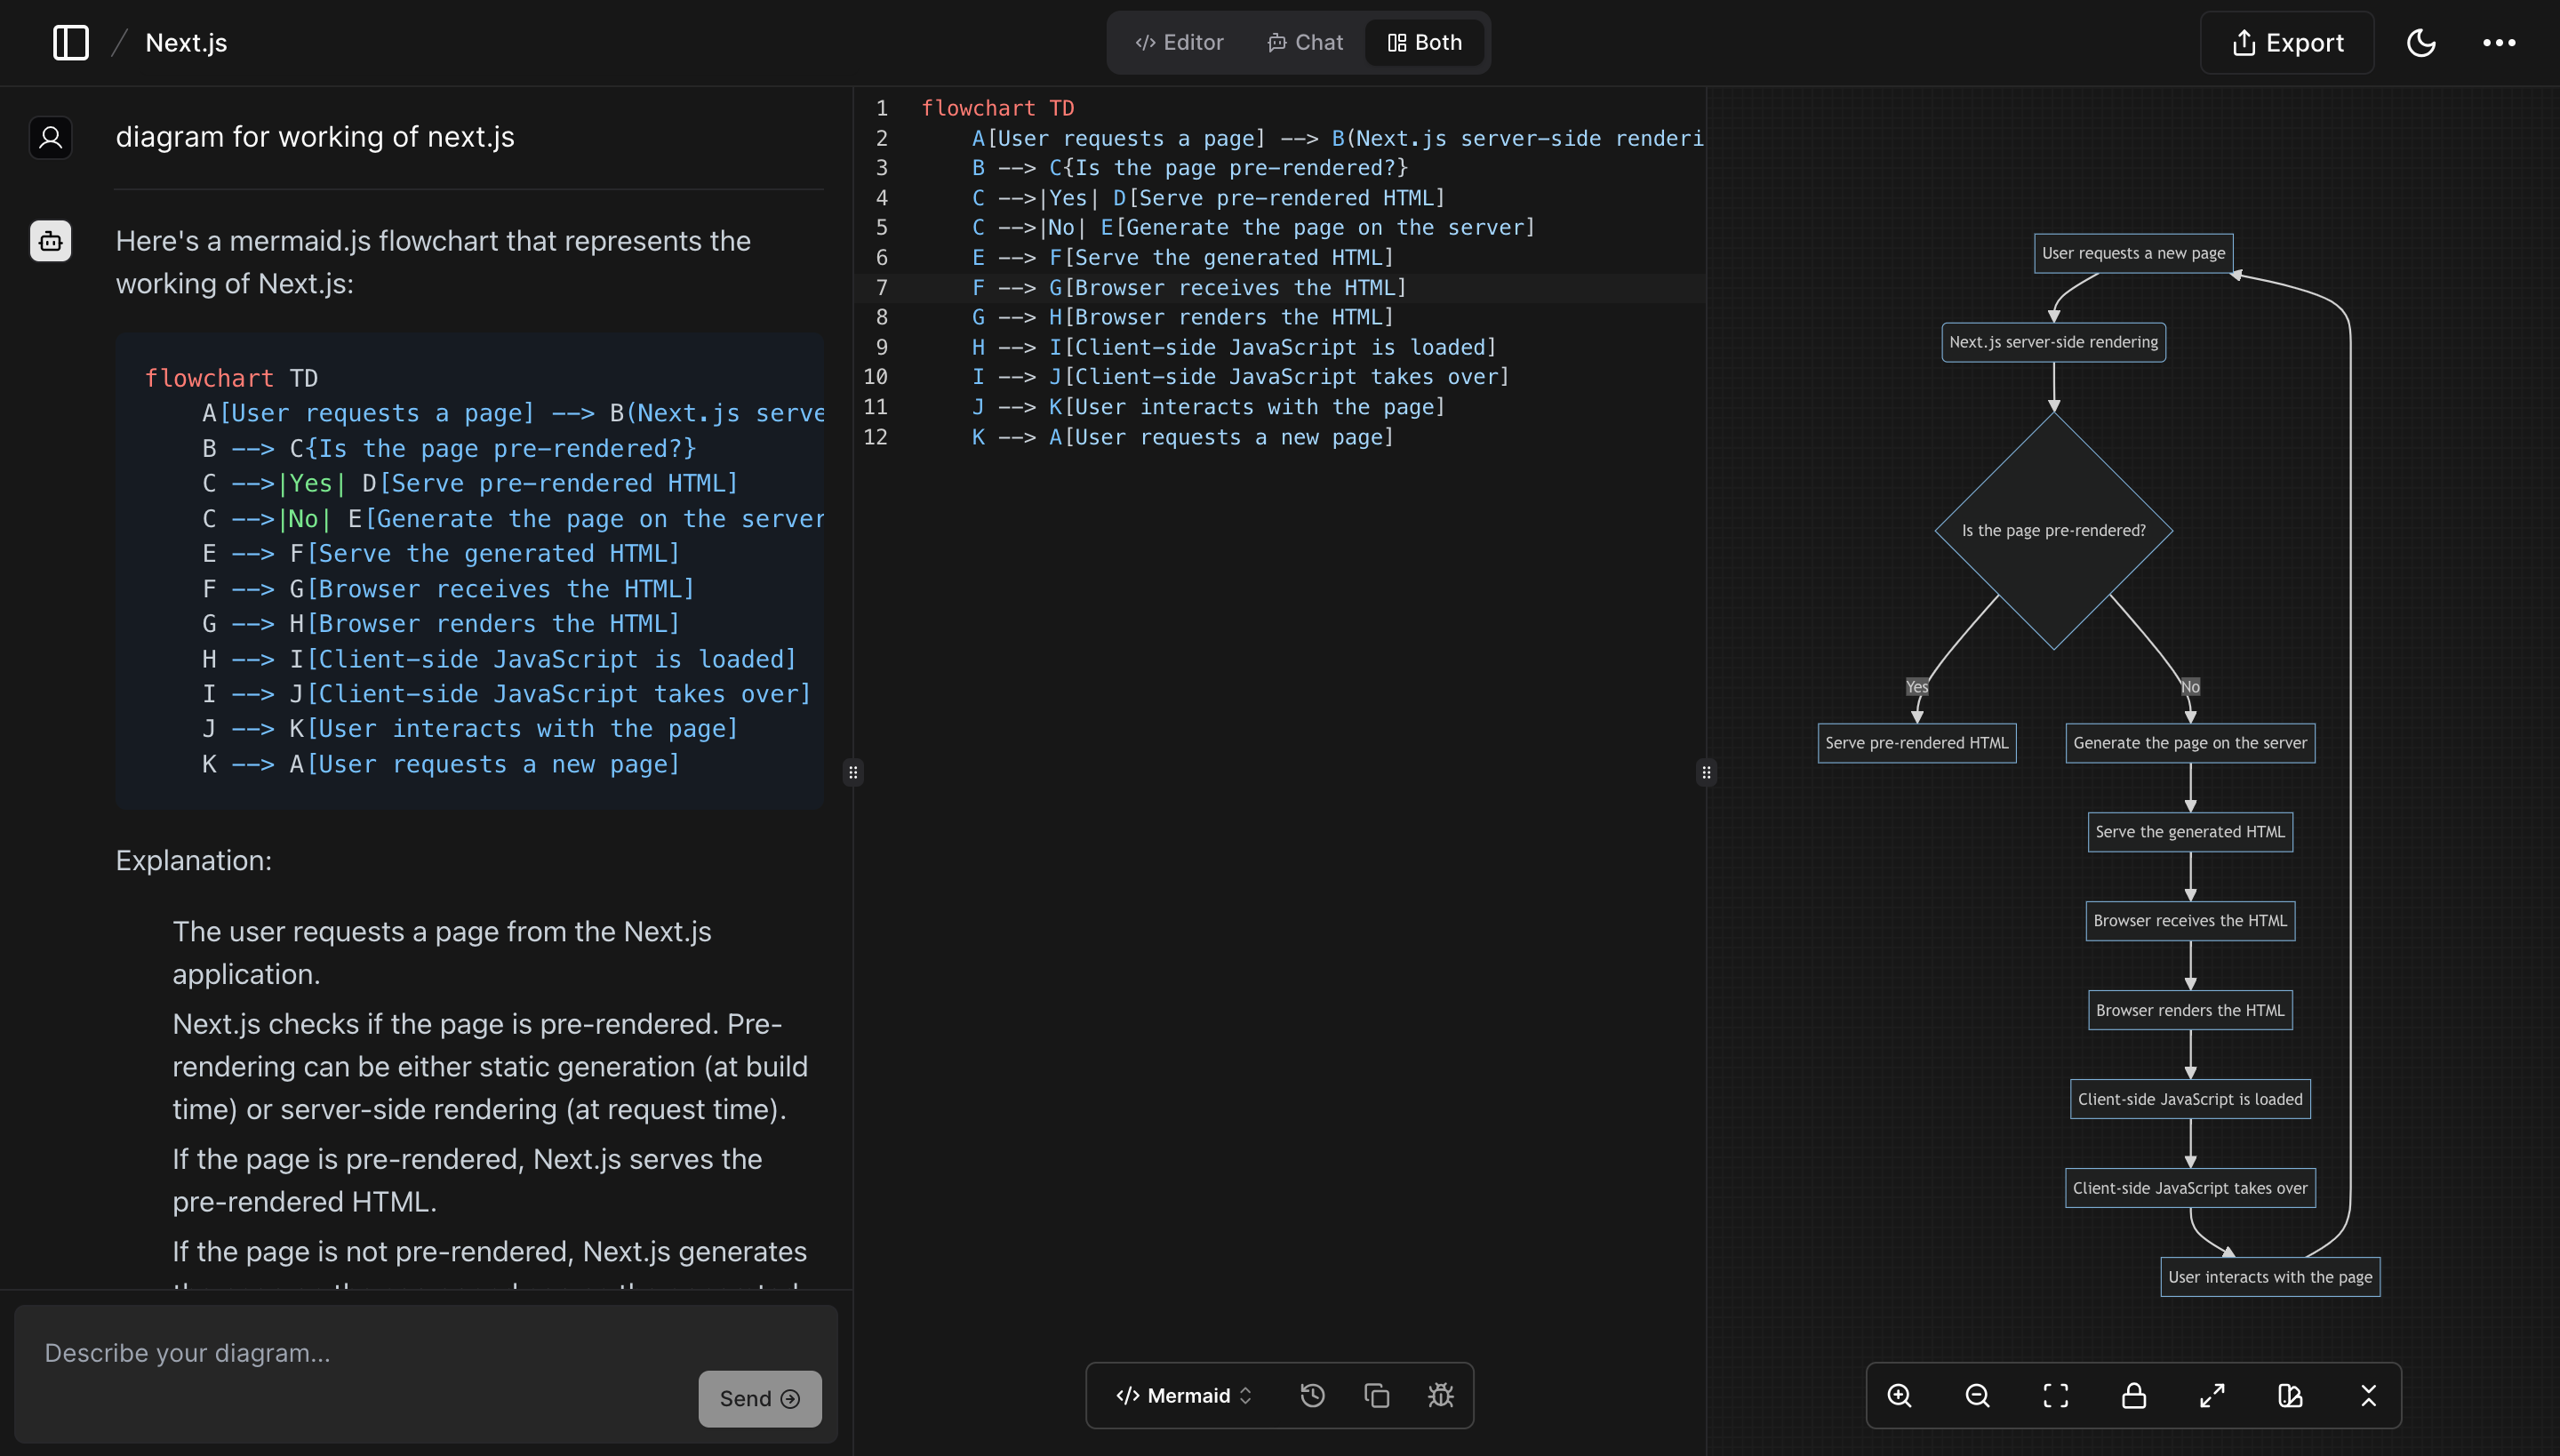 / Next.js
Editor
Chat
Both
Export
diagram for working of next.js
Here's a mermaid.js flowchart that represents the
working of Next.js:
flowchart TD
A[User requests a page] --> B(Next.js serve
B --> C{Is the page pre-rendered?}
C -->|Yes| D[Serve pre-rendered HTML]
C -->|No| E[Generate the page on the server
E --> F[Serve the generated HTML]
F --> G[Browser receives the HTML]
G --> H[Browser renders the HTML]
H --> I[Client-side JavaScript is loaded]
I --> J[Client-side JavaScript takes over]
J --> K[User interacts with the page]
K --> A[User requests a new page]
Explanation:
The user requests a page from the Next.js
application.
Next.js checks if the page is pre-rendered. Pre-
rendering can be either static generation (at build
time) or server-side rendering (at request time).
If the page is pre-rendered, Next.js serves the
pre-rendered HTML.
If the page is not pre-rendered, Next.js generates
Describe your diagram...
Send
1 flowchart TD
2 A[User requests a page] --> B(Next.js server-side renderi
3 B --> C{Is the page pre-rendered?}
4 C -->|Yes| D[Serve pre-rendered HTML]
5 C -->|No| E[Generate the page on the server]
6 E --> F[Serve the generated HTML]
7 F --> G[Browser receives the HTML]
8 G --> H[Browser renders the HTML]
9 H --> I[Client-side JavaScript is loaded]
10 I --> J[Client-side JavaScript takes over]
11 J --> K[User interacts with the page]
12 K --> A[User requests a new page]
</> Mermaid
User requests a new page
Next.js server-side rendering
Is the page pre-rendered?
Yes
No
Serve pre-rendered HTML
Generate the page on the server
Serve the generated HTML
Browser receives the HTML
Browser renders the HTML
Client-side JavaScript is loaded
Client-side JavaScript takes over
User interacts with the page